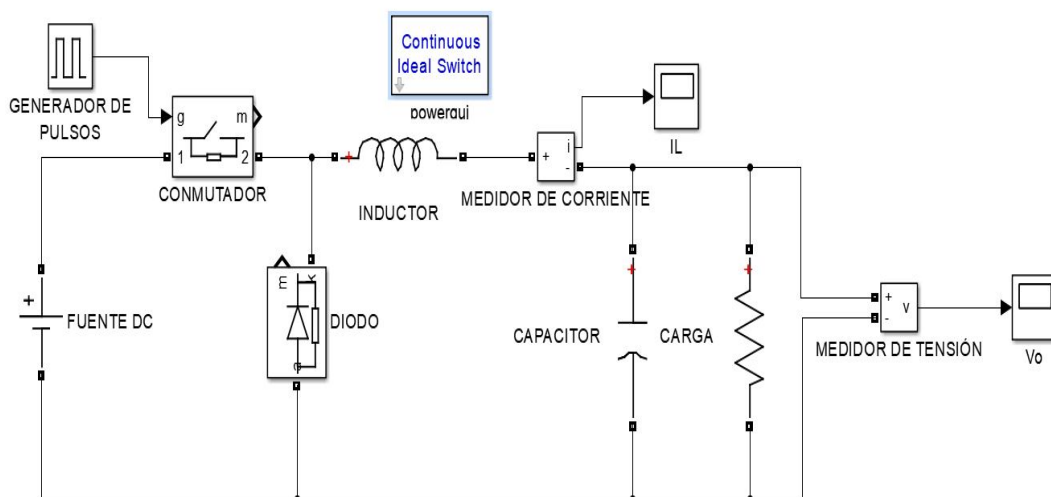 Continuous
Ideal Switch
powergui
GENERADOR DE
PULSOS
g m
1 2
CONMUTADOR
INDUCTOR
+
i
-
MEDIDOR DE CORRIENTE
IL
+
FUENTE DC
m
k
a
DIODO
CAPACITOR
CARGA
+
-
v
MEDIDOR DE TENSIÓN
Vo